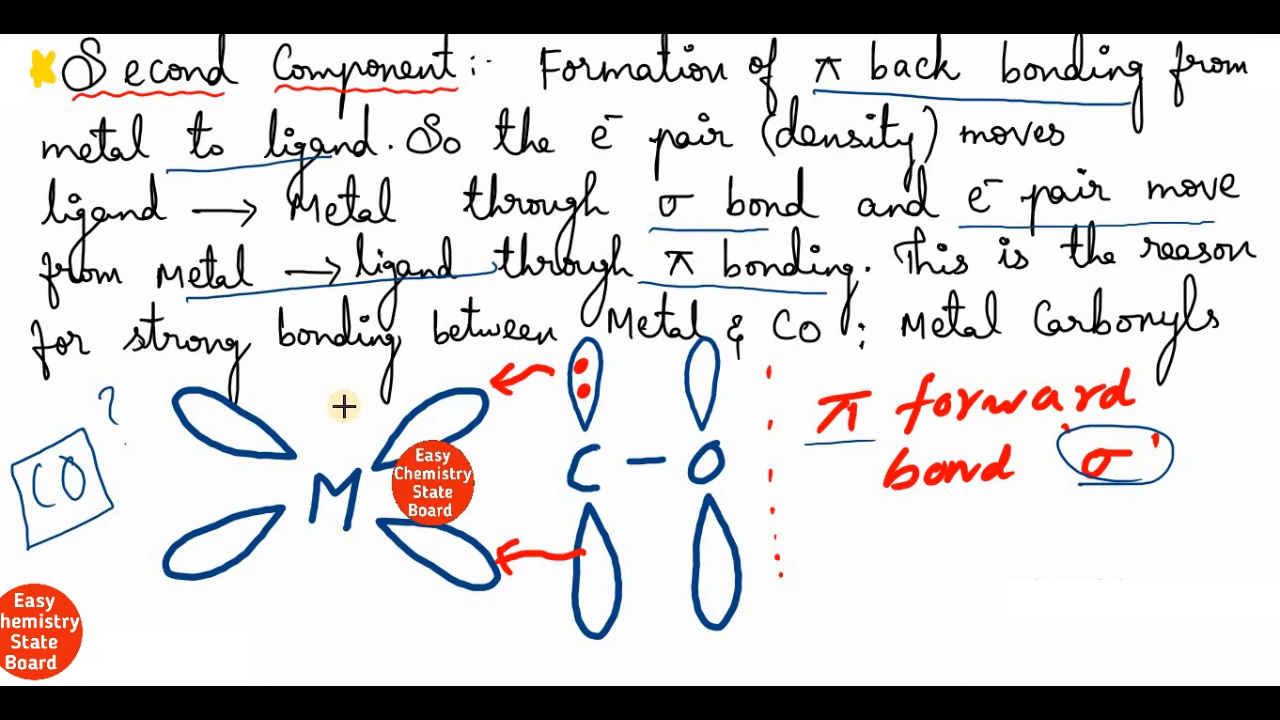 Second Component :- Formation of π back bonding from
metal to ligand. So the e⁻ pair (density) moves
ligand → Metal through σ bond and e⁻ pair move
from Metal → ligand through π bonding. This is the reason
for strong bonding between Metal & CO : Metal Carbonyls
?
CO
M
C — O
π forward
bond σ
Easy
Chemistry
State
Board
Easy
hemistry
State
Board